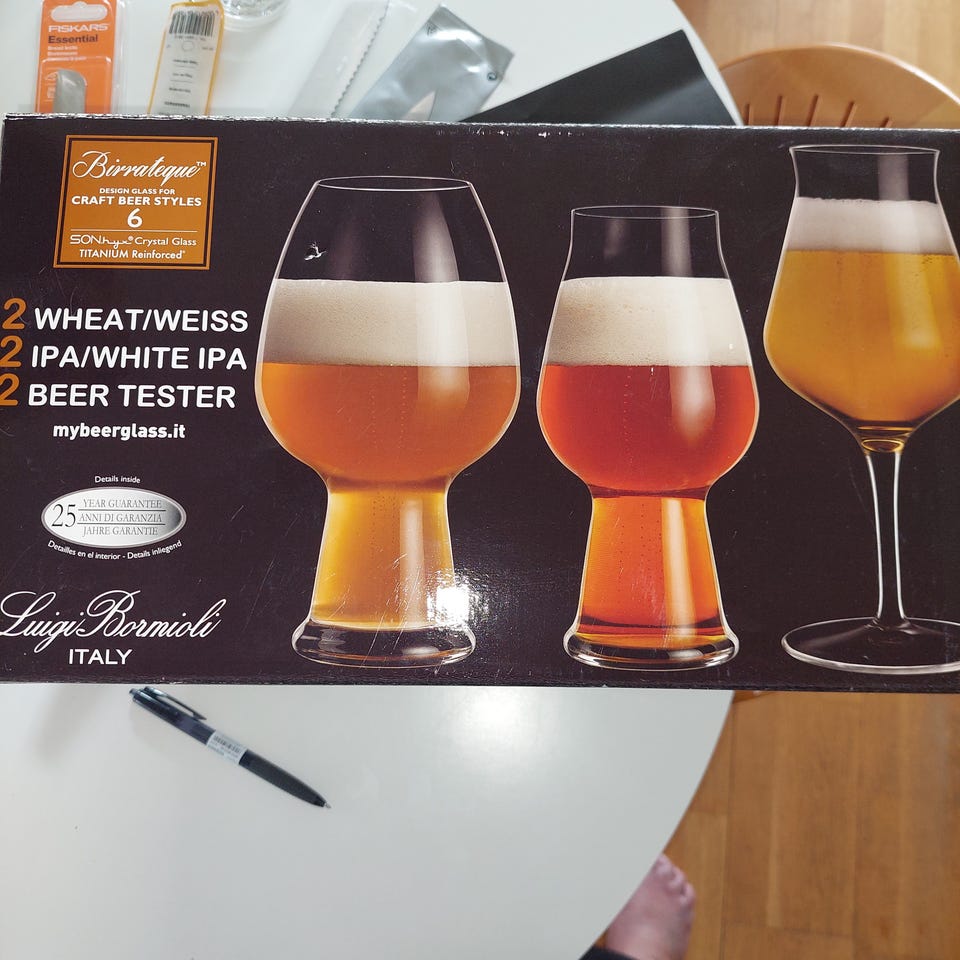 FISKARS
Essential
Birrateque™
DESIGN GLASS FOR
CRAFT BEER STYLES
6
SON.hyx® Crystal Glass
TITANIUM Reinforced®
2 WHEAT/WEISS
2 IPA/WHITE IPA
2 BEER TESTER
mybeerglass.it
Details inside
25 YEAR GUARANTEE
ANNI DI GARANZIA
JAHRE GARANTIE
Detailles en el interior - Details inliegend
Luigi Bormioli
ITALY